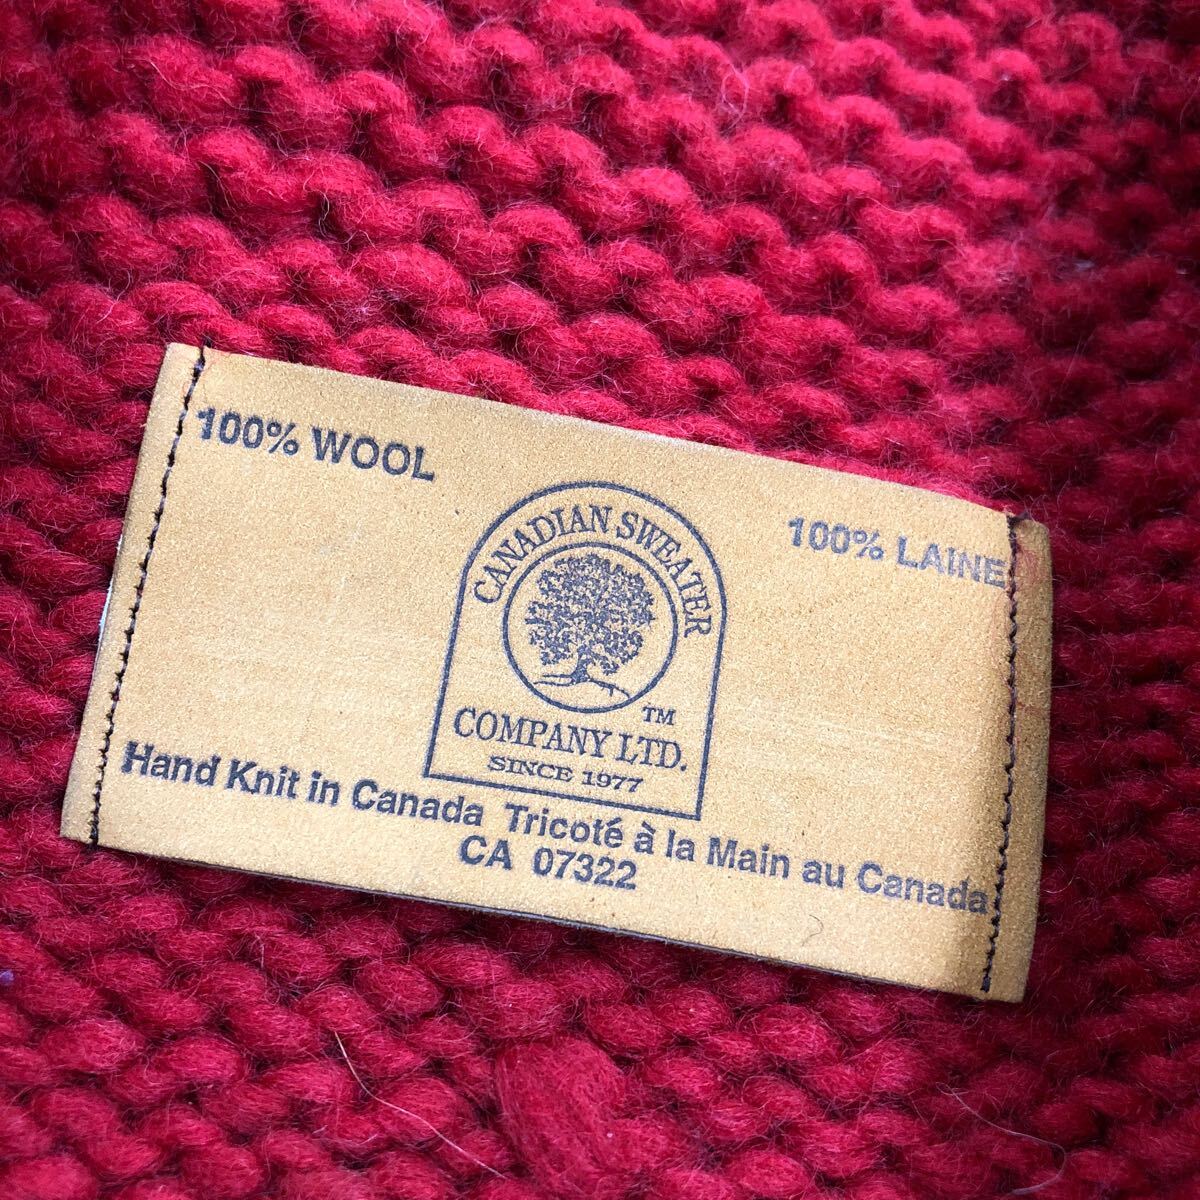 100% WOOL
100% LAINE
CANADIAN SWEATER
TM
COMPANY LTD.
SINCE 1977
Hand Knit in Canada Tricoté à la Main au Canada
CA 07322